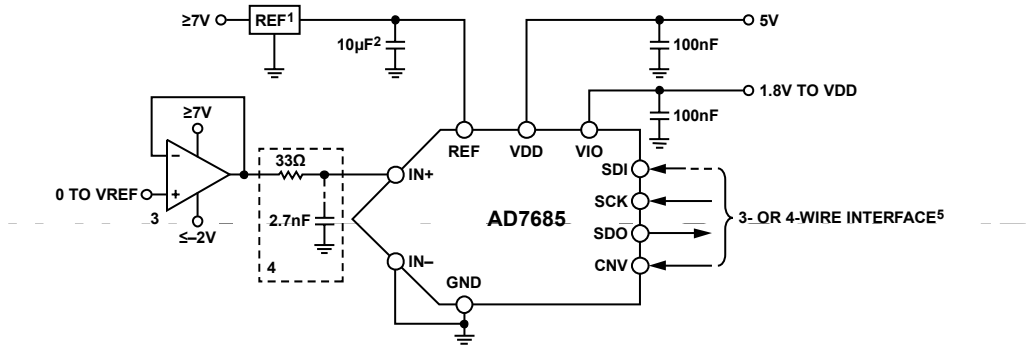 ≥7V
REF¹
10µF²
100nF
5V
100nF
1.8V TO VDD
≥7V
–
+
0 TO VREF
3
≤–2V
33Ω
2.7nF
4
REF
VDD
VIO
IN+
IN–
GND
AD7685
SDI
SCK
SDO
CNV
3- OR 4-WIRE INTERFACE⁵